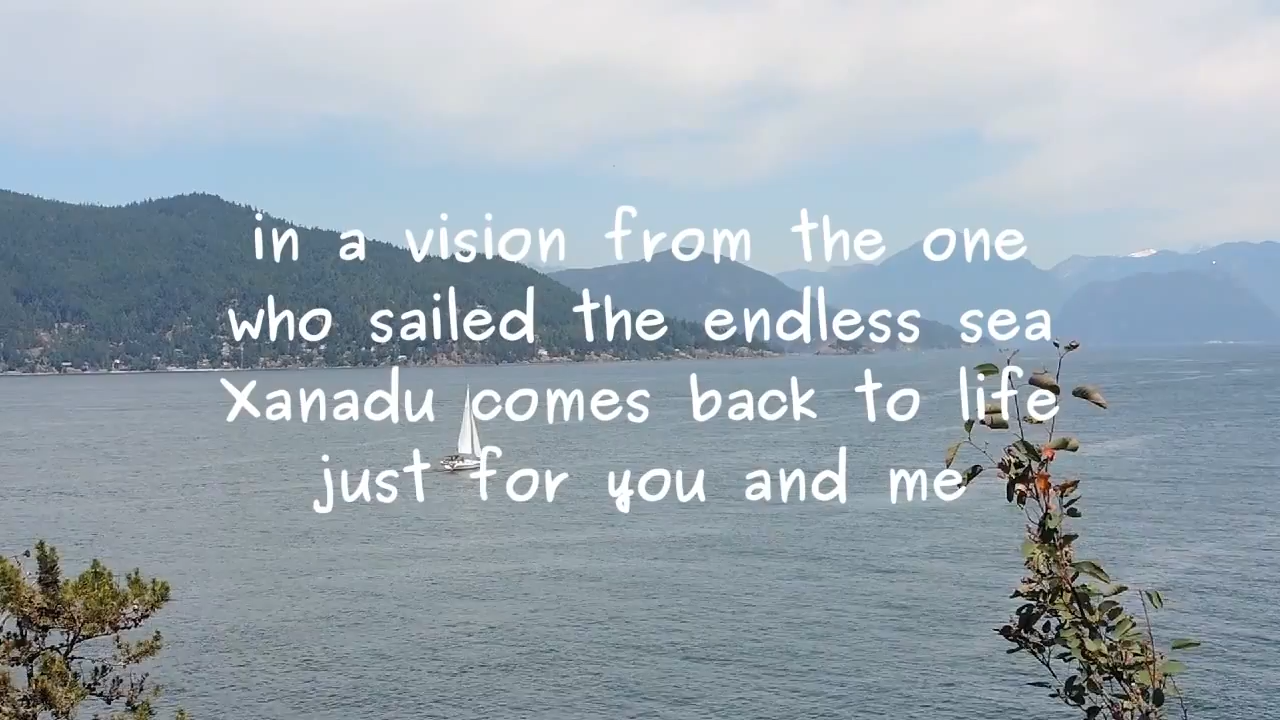 in a vision from the one
who sailed the endless sea
Xanadu comes back to life
just for you and me